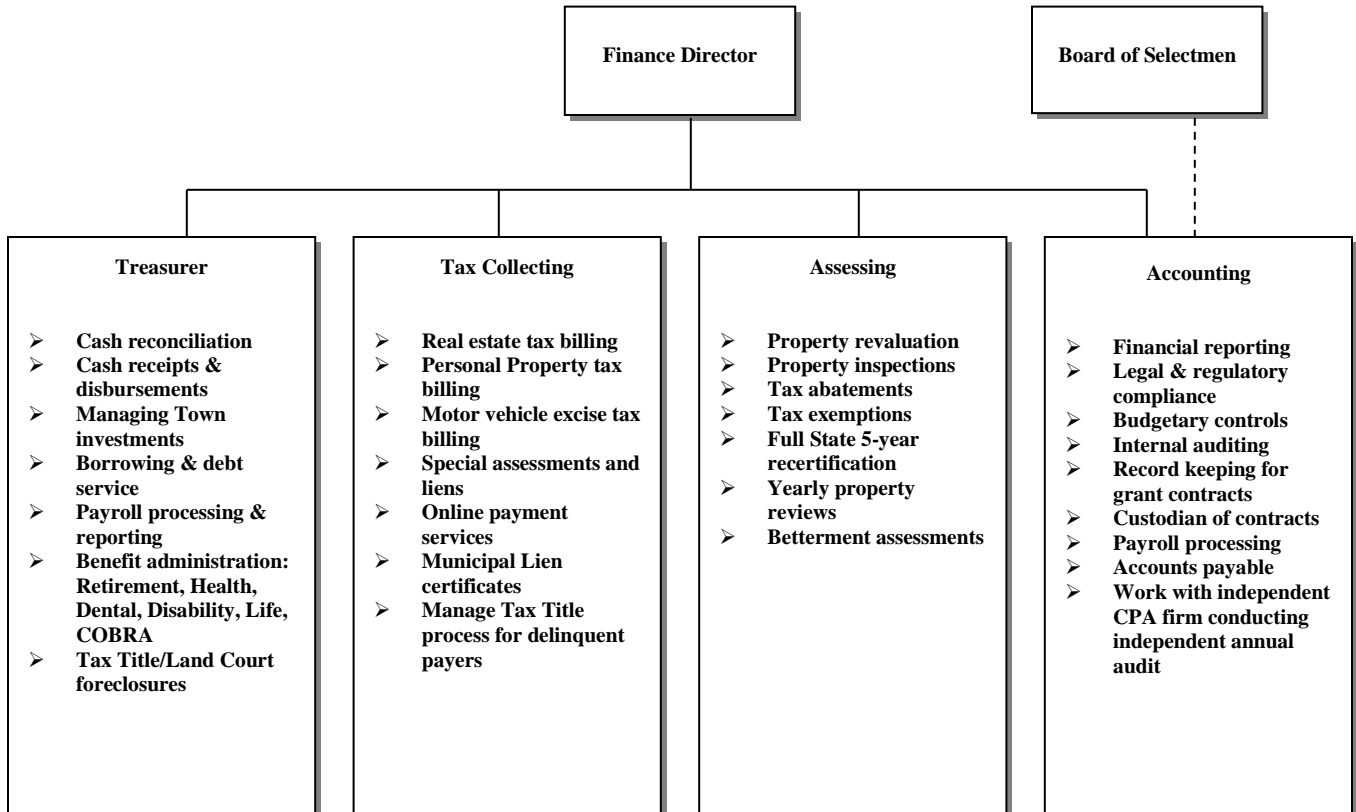 Finance Director
Board of Selectmen
Treasurer
➢ Cash reconciliation
➢ Cash receipts &
disbursements
➢ Managing Town
investments
➢ Borrowing & debt
service
➢ Payroll processing &
reporting
➢ Benefit administration:
Retirement, Health,
Dental, Disability, Life,
COBRA
➢ Tax Title/Land Court
foreclosures
Tax Collecting
➢ Real estate tax billing
➢ Personal Property tax
billing
➢ Motor vehicle excise tax
billing
➢ Special assessments and
liens
➢ Online payment
services
➢ Municipal Lien
certificates
➢ Manage Tax Title
process for delinquent
payers
Assessing
➢ Property revaluation
➢ Property inspections
➢ Tax abatements
➢ Tax exemptions
➢ Full State 5-year
recertification
➢ Yearly property
reviews
➢ Betterment assessments
Accounting
➢ Financial reporting
➢ Legal & regulatory
compliance
➢ Budgetary controls
➢ Internal auditing
➢ Record keeping for
grant contracts
➢ Custodian of contracts
➢ Payroll processing
➢ Accounts payable
➢ Work with independent
CPA firm conducting
independent annual
audit